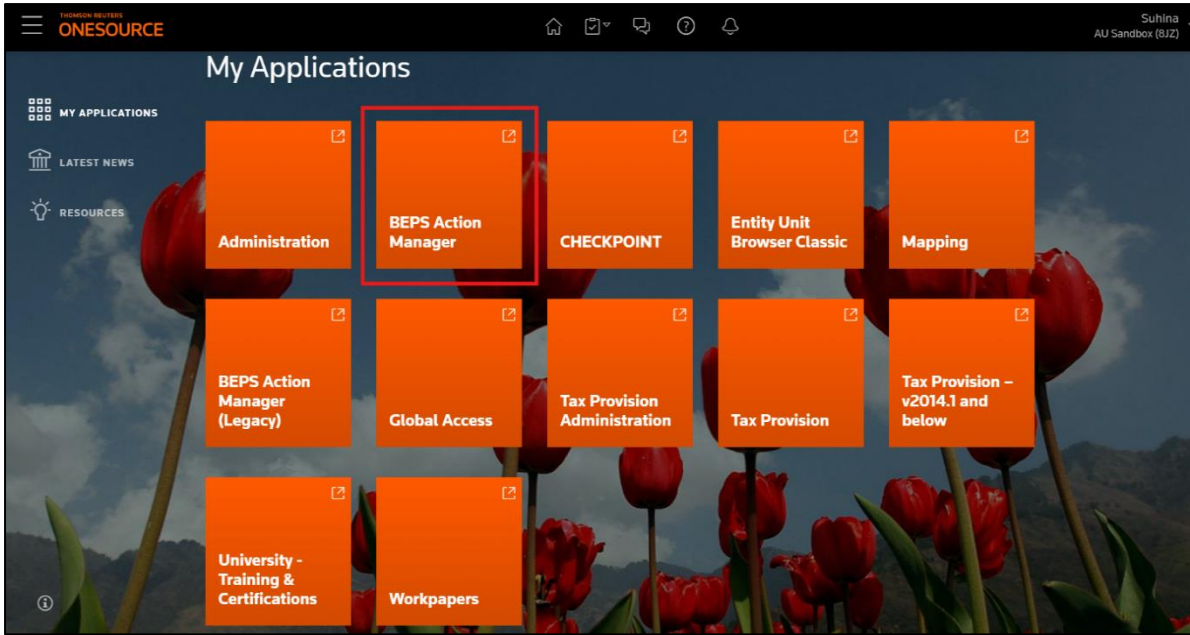 THOMSON REUTERS
ONESOURCE
Suhina
AU Sandbox (8JZ)
My Applications
MY APPLICATIONS
LATEST NEWS
RESOURCES
Administration
BEPS Action
Manager
CHECKPOINT
Entity Unit
Browser Classic
Mapping
BEPS Action
Manager
(Legacy)
Global Access
Tax Provision
Administration
Tax Provision
Tax Provision –
v2014.1 and
below
University -
Training &
Certifications
Workpapers